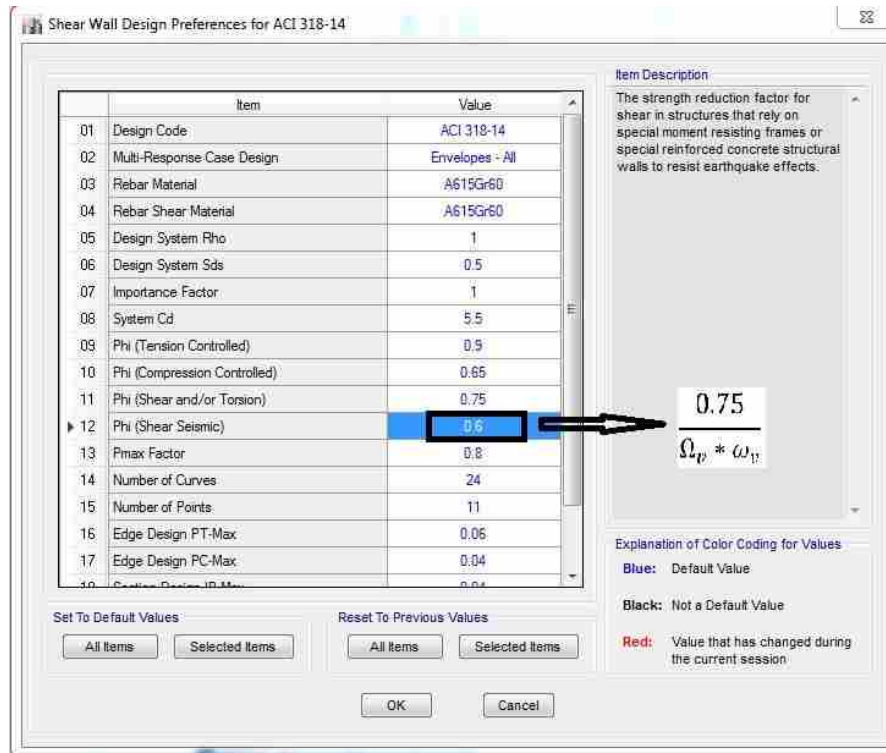 Shear Wall Design Preferences for ACI 318-14
Item Value
01 Design Code ACI 318-14
02 Multi-Response Case Design Envelopes - All
03 Rebar Material A615Gr60
04 Rebar Shear Material A615Gr60
05 Design System Rho 1
06 Design System Sds 0.5
07 Importance Factor 1
08 System Cd 5.5
09 Phi (Tension Controlled) 0.9
10 Phi (Compression Controlled) 0.65
11 Phi (Shear and/or Torsion) 0.75
12 Phi (Shear Seismic) 0.6
13 Pmax Factor 0.8
14 Number of Curves 24
15 Number of Points 11
16 Edge Design PT-Max 0.06
17 Edge Design PC-Max 0.04
Item Description
The strength reduction factor for
shear in structures that rely on
special moment resisting frames or
special reinforced concrete structural
walls to resist earthquake effects.
0.75
Ωᵥ * ωᵥ
Explanation of Color Coding for Values
Blue: Default Value
Black: Not a Default Value
Red: Value that has changed during
the current session
Set To Default Values
All Items Selected Items
Reset To Previous Values
All Items Selected Items
OK Cancel